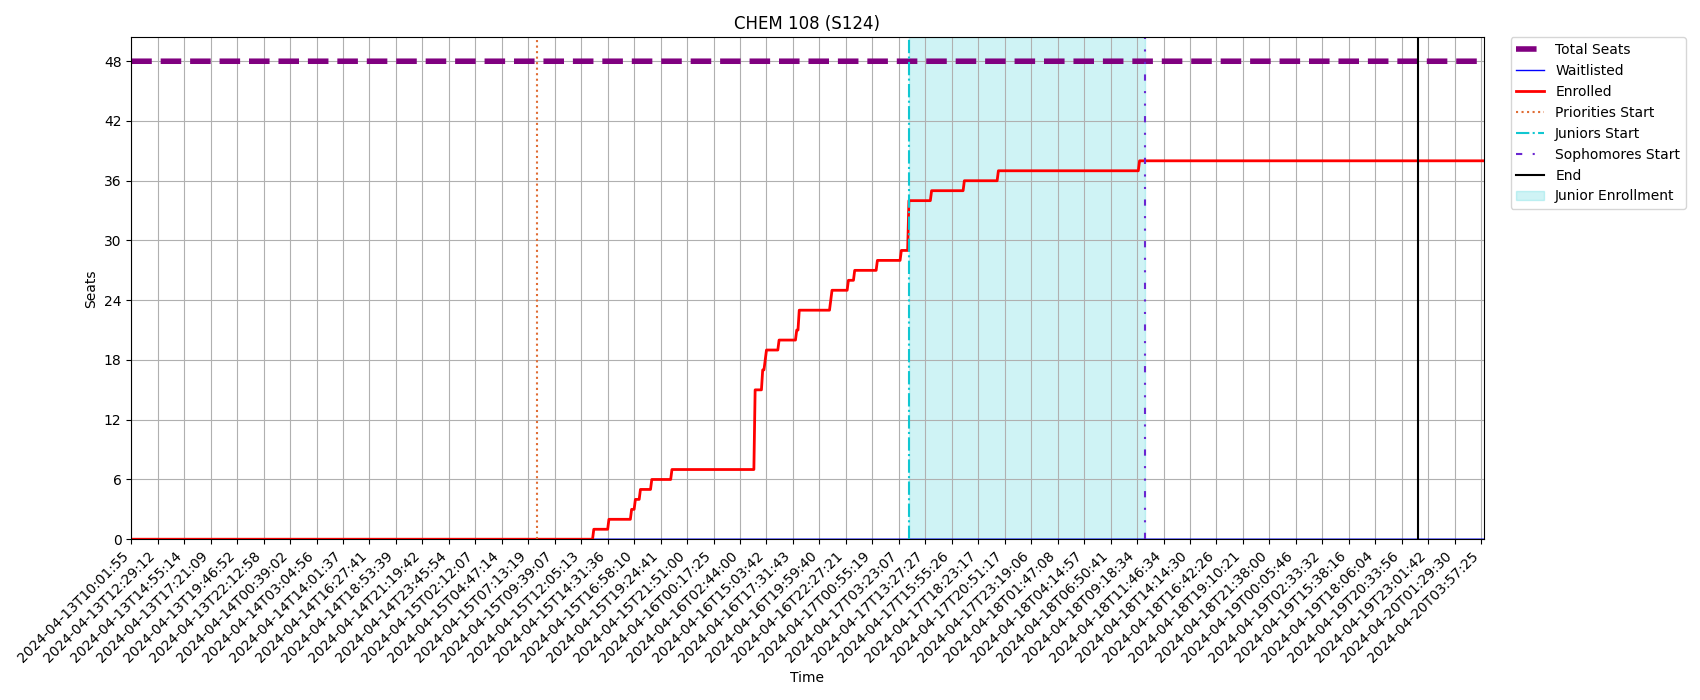 CHEM 108 (S124)
Total Seats
Waitlisted
Enrolled
Priorities Start
Juniors Start
Sophomores Start
End
Junior Enrollment
Seats
48
42
36
30
24
18
12
6
0
2024-04-13T10:01:55
2024-04-13T12:29:12
2024-04-13T14:55:14
2024-04-13T17:21:09
2024-04-13T19:46:52
2024-04-13T22:12:58
2024-04-14T00:39:02
2024-04-14T03:04:56
2024-04-14T14:01:37
2024-04-14T16:27:41
2024-04-14T18:53:39
2024-04-14T21:19:42
2024-04-14T23:45:54
2024-04-15T02:12:07
2024-04-15T04:47:14
2024-04-15T07:13:19
2024-04-15T09:39:07
2024-04-15T12:05:13
2024-04-15T14:31:36
2024-04-15T16:58:10
2024-04-15T19:24:41
2024-04-15T21:51:00
2024-04-16T00:17:25
2024-04-16T02:44:00
2024-04-16T15:03:42
2024-04-16T17:31:43
2024-04-16T19:59:40
2024-04-16T22:27:21
2024-04-17T00:55:19
2024-04-17T03:23:07
2024-04-17T13:27:27
2024-04-17T15:55:26
2024-04-17T18:23:17
2024-04-17T20:51:17
2024-04-17T23:19:06
2024-04-18T01:47:08
2024-04-18T04:14:57
2024-04-18T06:50:41
2024-04-18T09:18:34
2024-04-18T11:46:34
2024-04-18T14:14:30
2024-04-18T16:42:26
2024-04-18T19:10:21
2024-04-18T21:38:00
2024-04-19T00:05:46
2024-04-19T02:33:32
2024-04-19T15:38:16
2024-04-19T18:06:04
2024-04-19T20:33:56
2024-04-19T23:01:42
2024-04-20T01:29:30
2024-04-20T03:57:25
Time